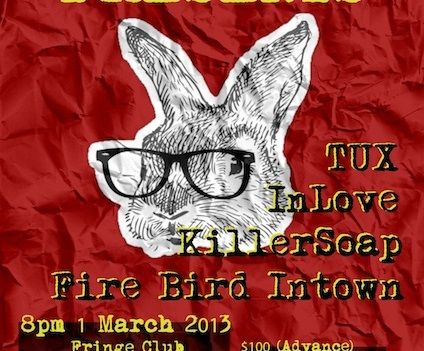 TUX
InLove
KillerSoap
Fire Bird Intown
8pm 1 March 2013
Fringe Club
$100 (Advance)